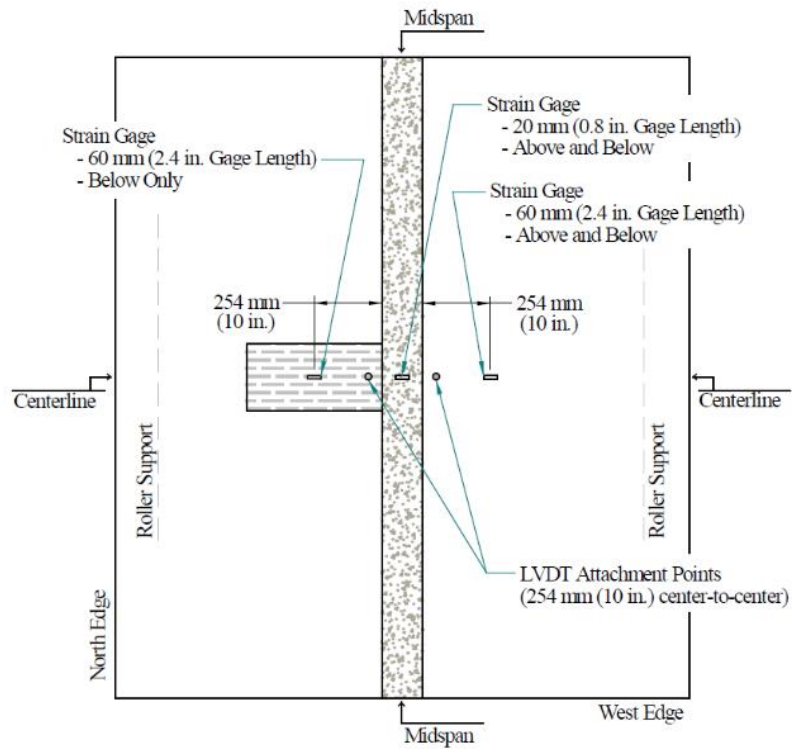 Midspan
Strain Gage
- 20 mm (0.8 in. Gage Length)
- Above and Below
Strain Gage
- 60 mm (2.4 in. Gage Length)
- Below Only
Strain Gage
- 60 mm (2.4 in. Gage Length)
- Above and Below
254 mm
(10 in.)
254 mm
(10 in.)
Centerline
Centerline
Roller Support
Roller Support
LVDT Attachment Points
(254 mm (10 in.) center-to-center)
North Edge
West Edge
Midspan